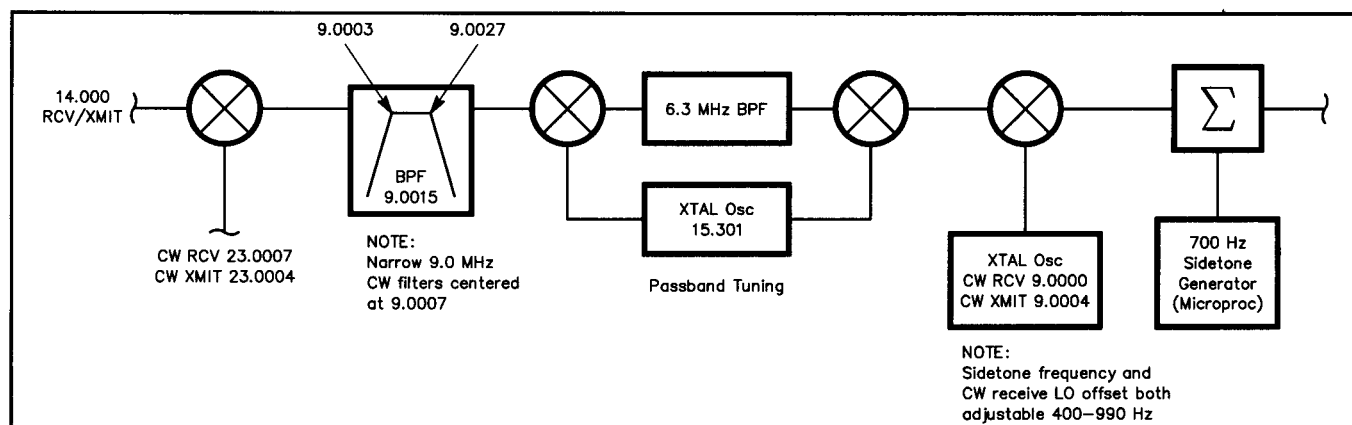 9.0003
9.0027
14.000
RCV/XMIT
BPF
9.0015
6.3 MHz BPF
XTAL Osc
15.301
Σ
CW RCV 23.0007
CW XMIT 23.0004
NOTE:
Narrow 9.0 MHz
CW filters centered
at 9.0007
Passband Tuning
XTAL Osc
CW RCV 9.0000
CW XMIT 9.0004
700 Hz
Sidetone
Generator
(Microproc)
NOTE:
Sidetone frequency and
CW receive LO offset both
adjustable 400–990 Hz